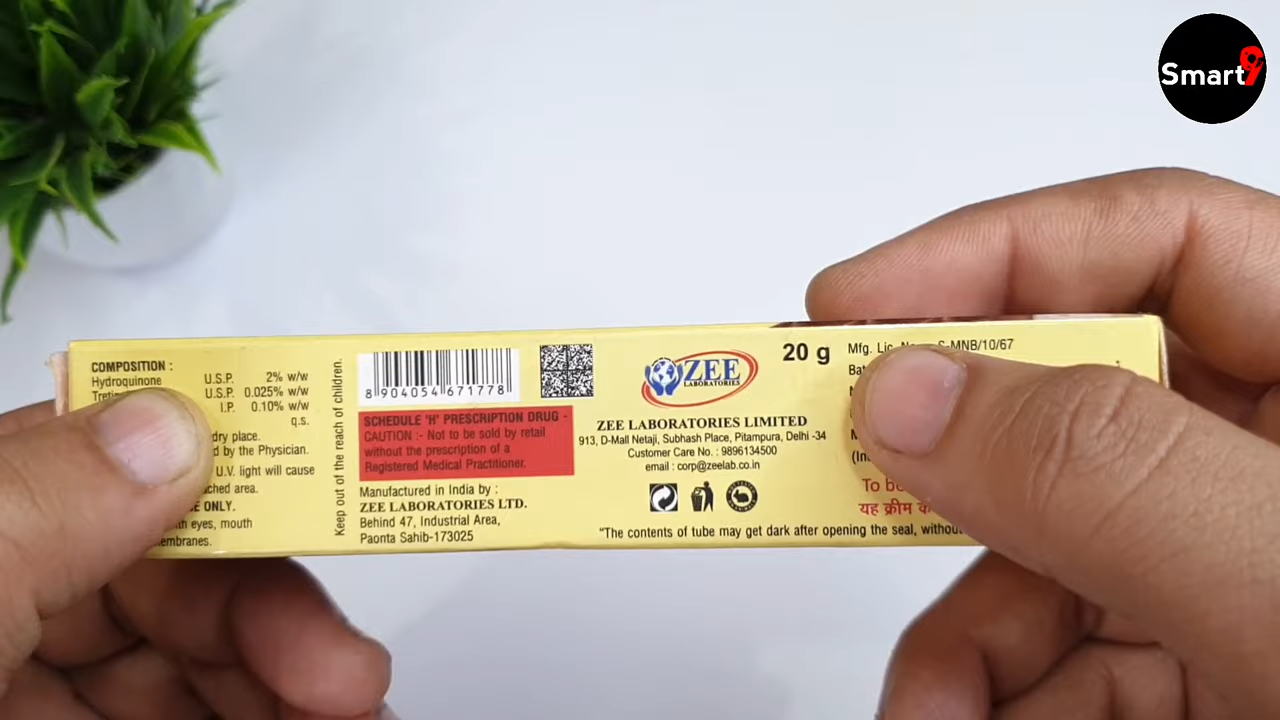 Smart9
COMPOSITION :
Hydroquinone U.S.P. 2% w/w
U.S.P. 0.025% w/w
I.P. 0.10% w/w
q.s.
dry place.
by the Physician.
U.V. light will cause
area.
ONLY.
eyes, mouth
Keep out of the reach of children.
8 904054 671778
SCHEDULE 'H' PRESCRIPTION DRUG -
CAUTION :- Not to be sold by retail
without the prescription of a
Registered Medical Practitioner.
Manufactured in India by :
ZEE LABORATORIES LTD.
Behind 47, Industrial Area,
Paonta Sahib-173025
ZEE
LABORATORIES
ZEE LABORATORIES LIMITED
913, D-Mall Netaji, Subhash Place, Pitampura, Delhi -34
Customer Care No. : 9896134500
email : corp@zeelab.co.in
"The contents of tube may get dark after opening the seal,
20 g
Mfg. Lic. S-MNB/10/67
To
यह क्रीम